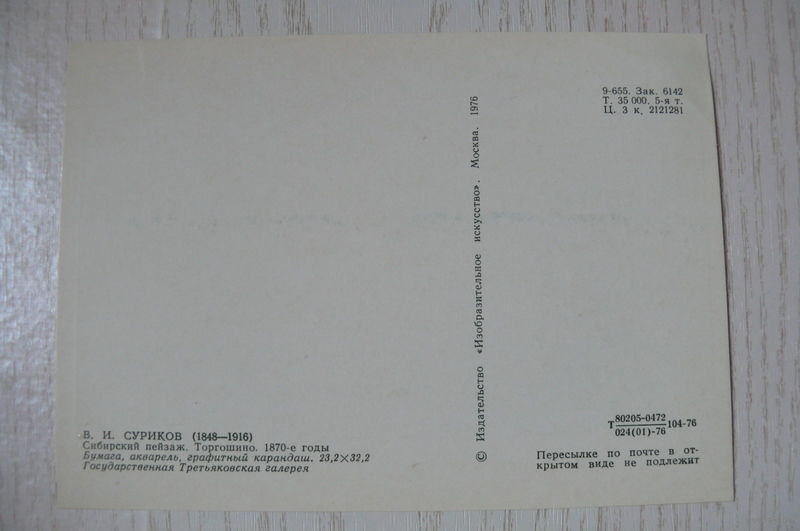 9-655. Зак. 6142
Т. 35 000. 5-я т.
Ц. 3 к. 2121281
© Издательство «Изобразительное искусство». Москва. 1976
В. И. СУРИКОВ (1848—1916)
Сибирский пейзаж. Торгошино. 1870-е годы
Бумага, акварель, графитный карандаш. 23,2×32,2
Государственная Третьяковская галерея
80205-0472
Т 104-76
024(01)-76
Пересылке по почте в от-
крытом виде не подлежит